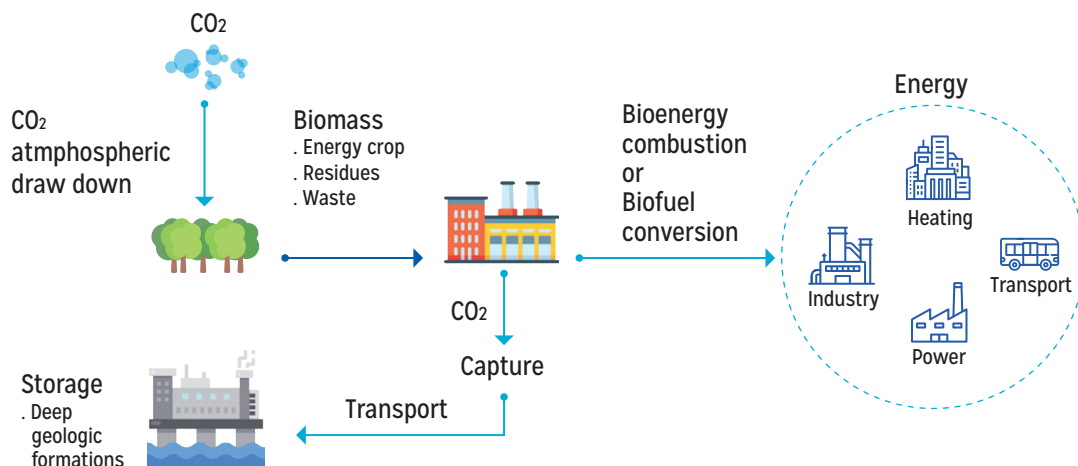 CO₂
CO₂
atmphospheric
draw down
Biomass
. Energy crop
. Residues
. Waste
Bioenergy
combustion
or
Biofuel
conversion
Energy
Heating
Industry
Transport
Power
CO₂
Capture
Transport
Storage
. Deep
geologic
formations